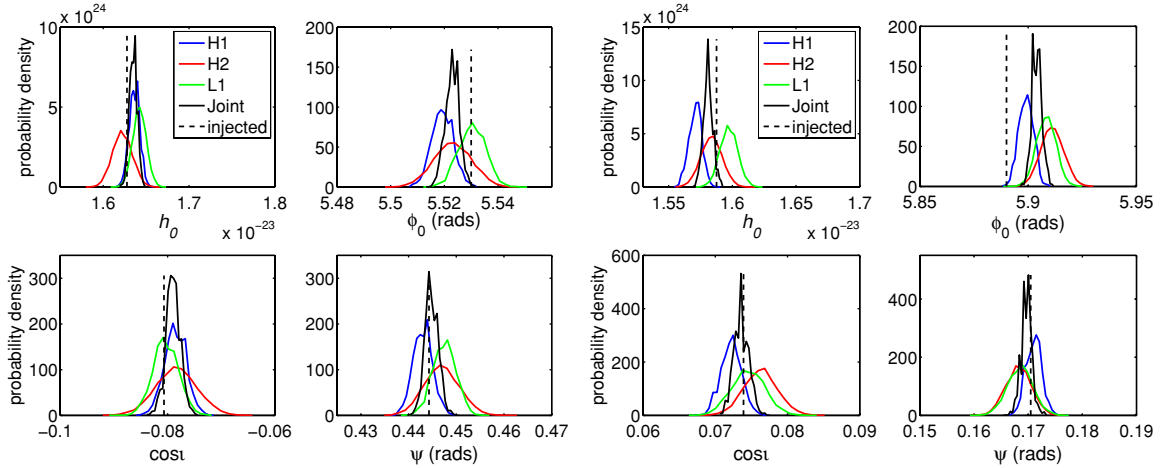 x 10^24
x 10^24
probability density
10
5
0
1.6
1.7
1.8
h_0
x 10^-23
H1
H2
L1
Joint
injected
200
150
100
50
0
5.48
5.5
5.52
5.54
ϕ_0 (rads)
probability density
15
10
5
0
1.55
1.6
1.65
1.7
h_0
x 10^-23
H1
H2
L1
Joint
injected
200
150
100
50
0
5.85
5.9
5.95
ϕ_0 (rads)
probability density
300
200
100
0
−0.1
−0.08
−0.06
cosι
300
200
100
0
0.43
0.44
0.45
0.46
0.47
ψ (rads)
probability density
600
400
200
0
0.06
0.07
0.08
0.09
cosι
400
200
0
0.15
0.16
0.17
0.18
0.19
ψ (rads)